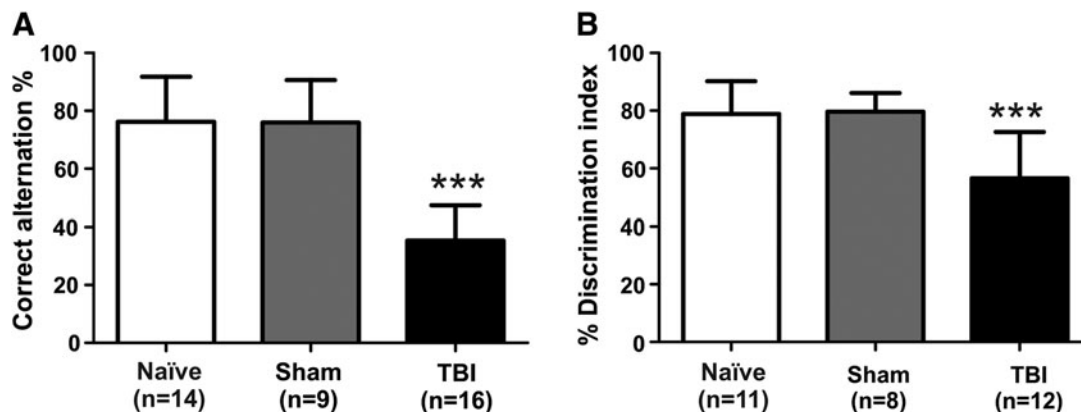 A
Correct alternation %
100
80
60
40
20
0
***
Naïve
(n=14)
Sham
(n=9)
TBI
(n=16)
B
% Discrimination index
100
80
60
40
20
0
***
Naïve
(n=11)
Sham
(n=8)
TBI
(n=12)